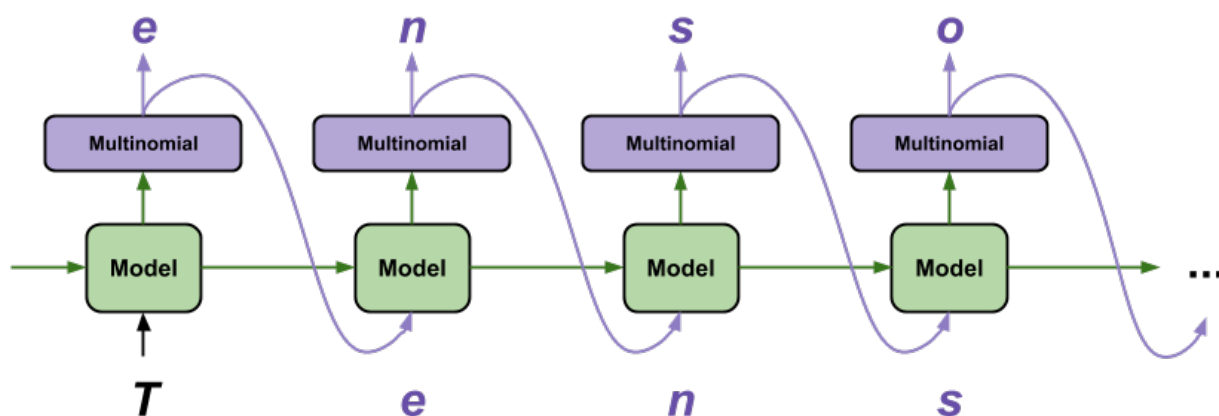 e n s o
Multinomial Multinomial Multinomial Multinomial
Model Model Model Model ...
T e n s